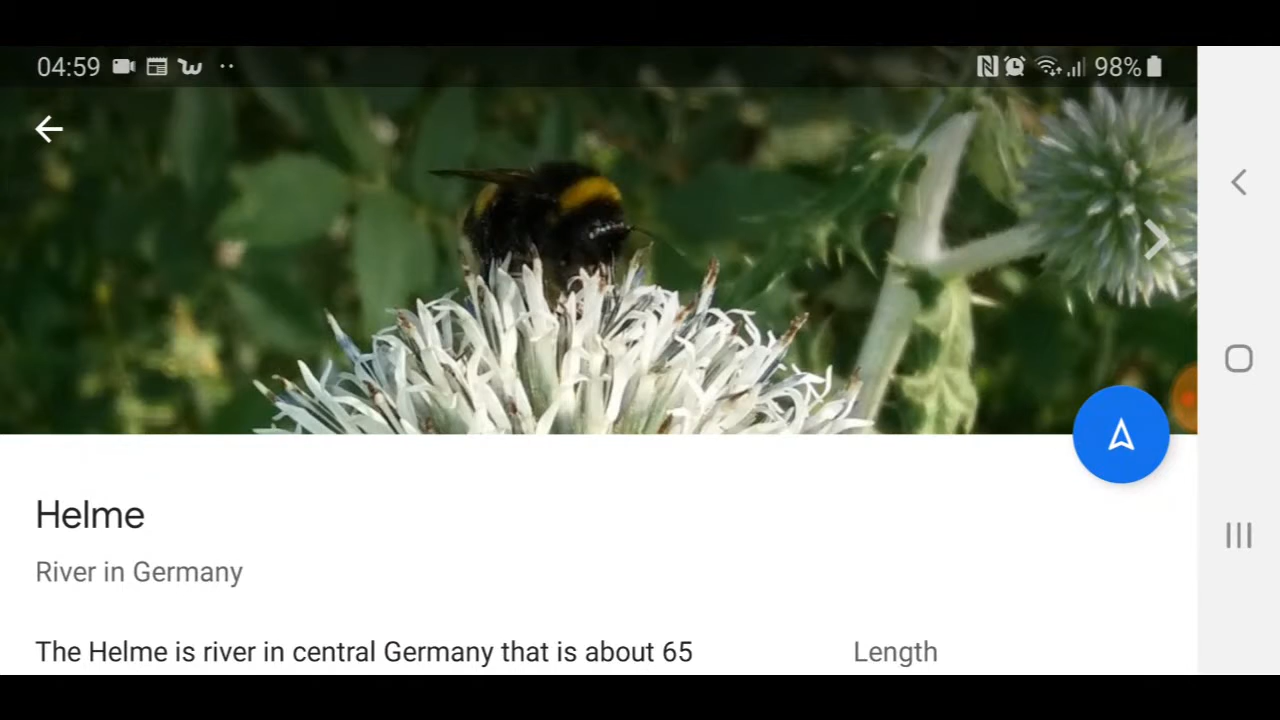 04:59 98%
Helme
River in Germany
The Helme is river in central Germany that is about 65 Length